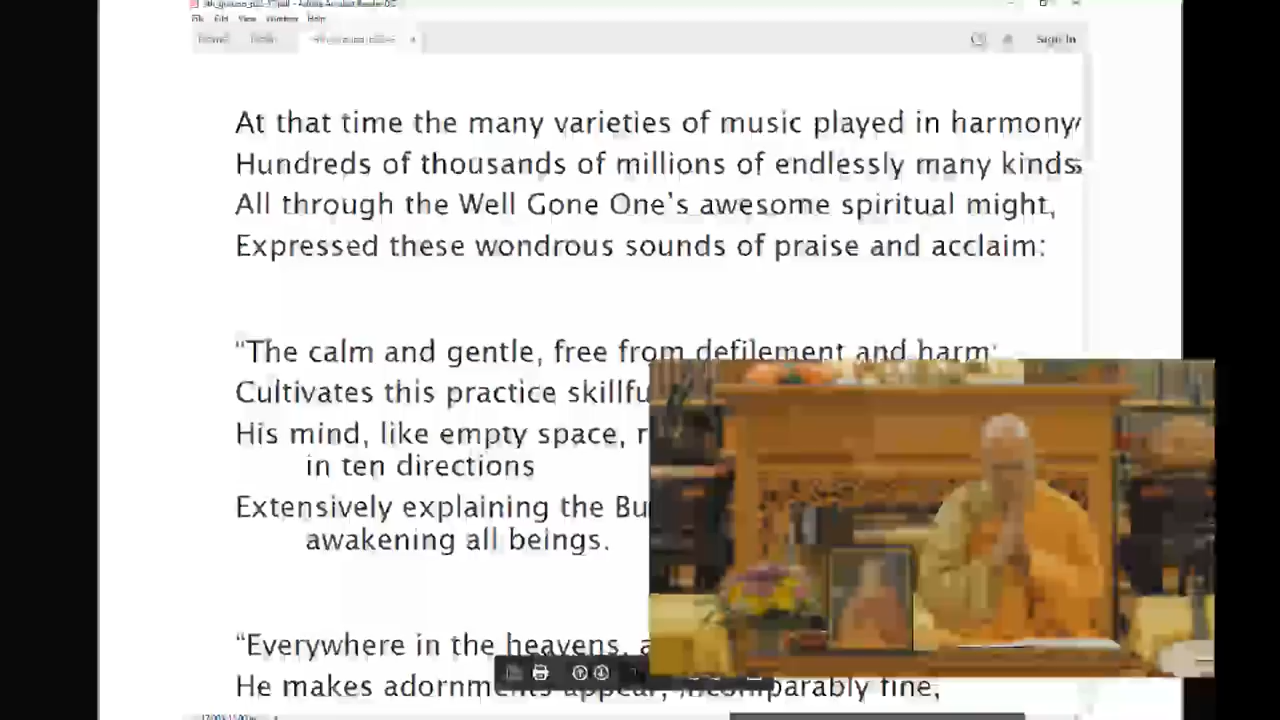 Sign In
At that time the many varieties of music played in harmony,
Hundreds of thousands of millions of endlessly many kinds
All through the Well Gone One's awesome spiritual might,
Expressed these wondrous sounds of praise and acclaim:
"The calm and gentle, free from defilement and harm;
Cultivates this practice skillfu
His mind, like empty space, r
in ten directions
Extensively explaining the Bu
awakening all beings.
"Everywhere in the heavens, a
He makes adornments appear, incomparably fine,